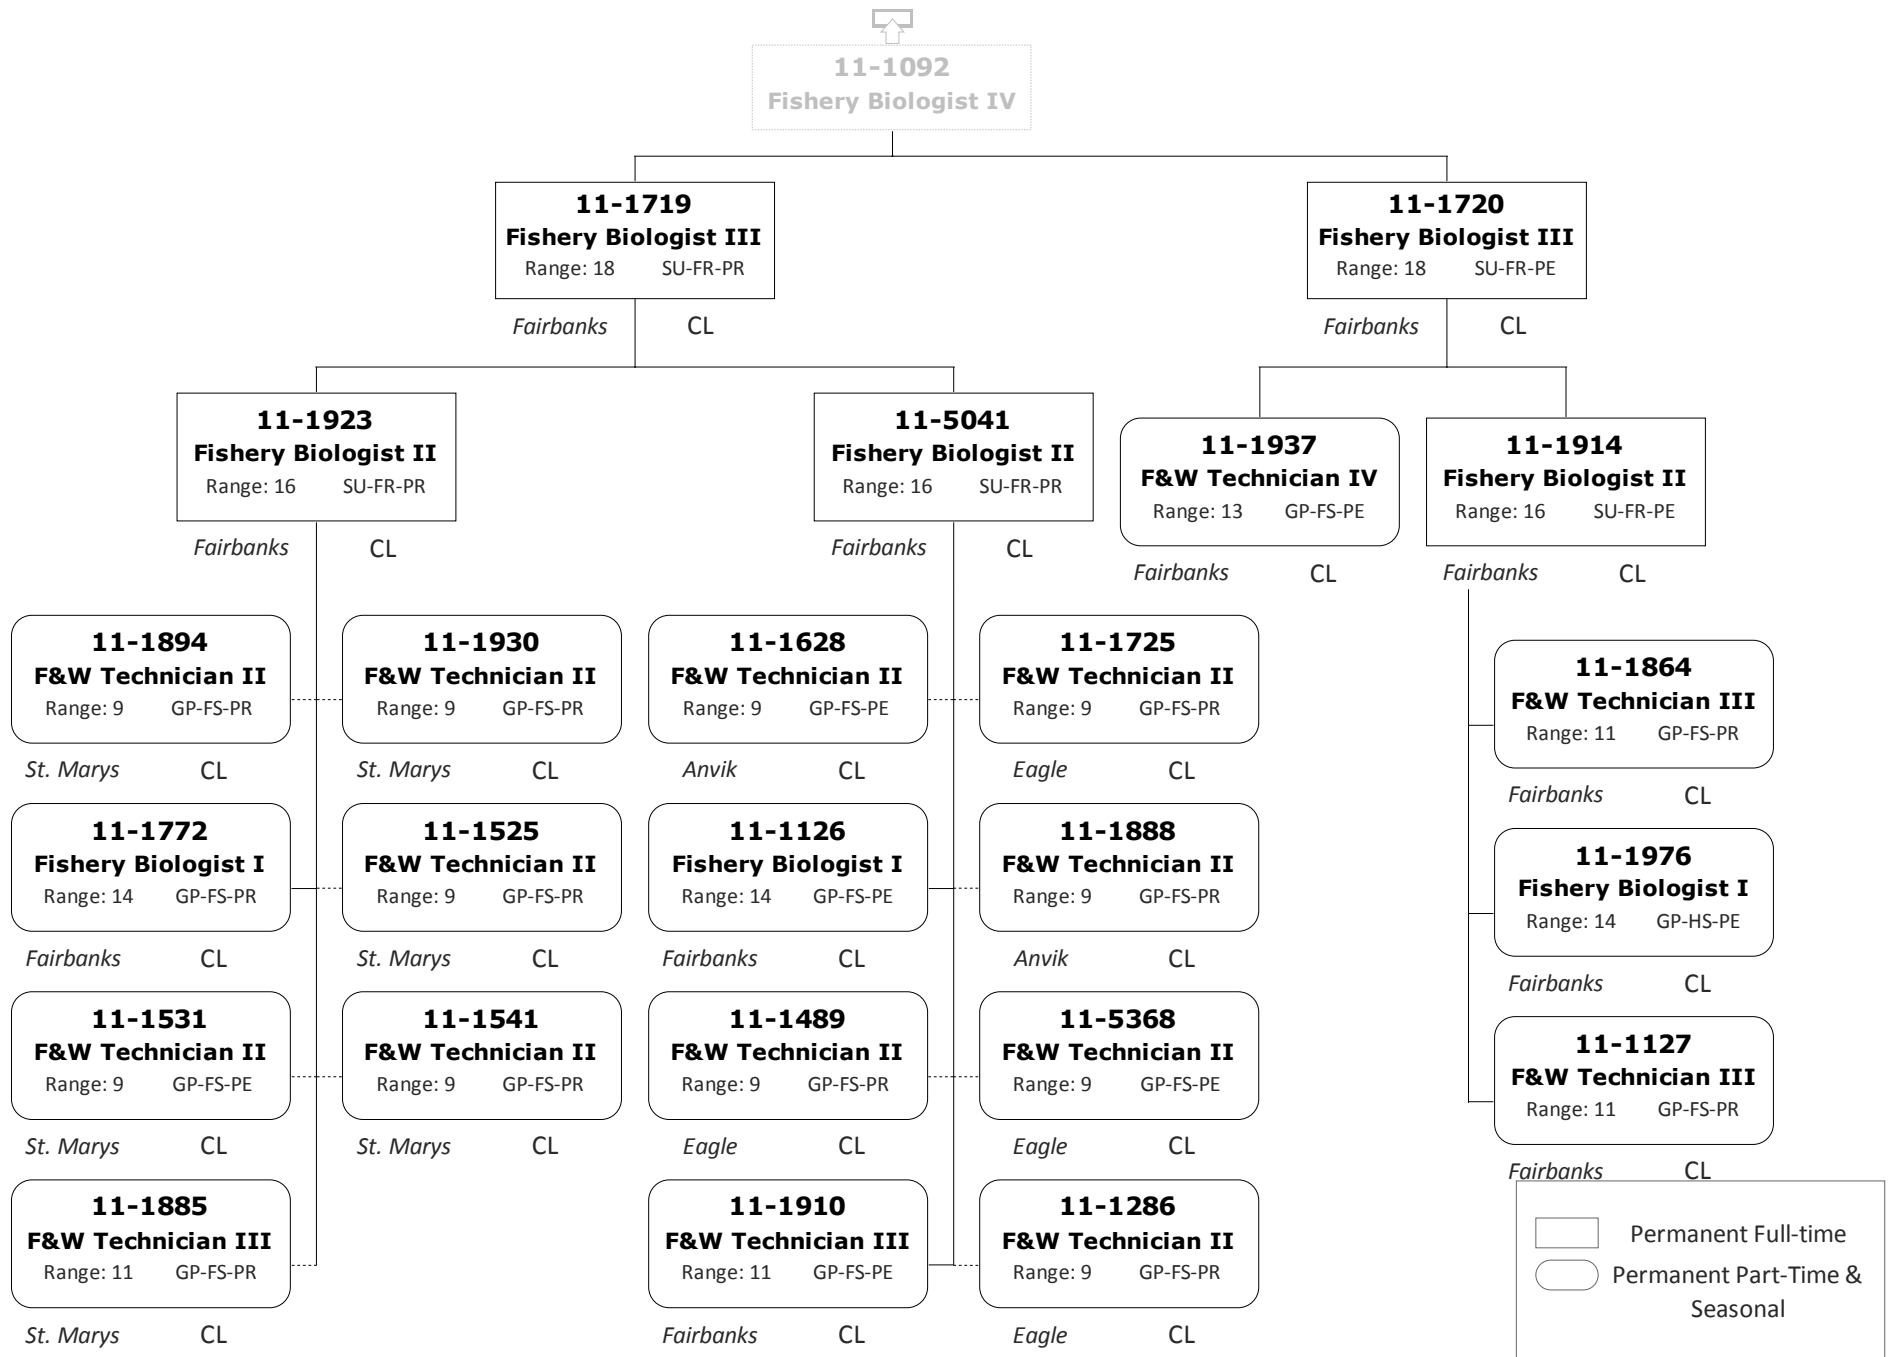 11-1092
Fishery Biologist IV
11-1719
Fishery Biologist III
Range: 18 SU-FR-PR
Fairbanks CL
11-1720
Fishery Biologist III
Range: 18 SU-FR-PE
Fairbanks CL
11-1923
Fishery Biologist II
Range: 16 SU-FR-PR
Fairbanks CL
11-5041
Fishery Biologist II
Range: 16 SU-FR-PR
Fairbanks CL
11-1937
F&W Technician IV
Range: 13 GP-FS-PE
Fairbanks CL
11-1914
Fishery Biologist II
Range: 16 SU-FR-PE
Fairbanks CL
11-1894
F&W Technician II
Range: 9 GP-FS-PR
St. Marys CL
11-1930
F&W Technician II
Range: 9 GP-FS-PR
St. Marys CL
11-1628
F&W Technician II
Range: 9 GP-FS-PE
Anvik CL
11-1725
F&W Technician II
Range: 9 GP-FS-PR
Eagle CL
11-1864
F&W Technician III
Range: 11 GP-FS-PR
Fairbanks CL
11-1772
Fishery Biologist I
Range: 14 GP-FS-PR
Fairbanks CL
11-1525
F&W Technician II
Range: 9 GP-FS-PR
St. Marys CL
11-1126
Fishery Biologist I
Range: 14 GP-FS-PE
Fairbanks CL
11-1888
F&W Technician II
Range: 9 GP-FS-PR
Anvik CL
11-1976
Fishery Biologist I
Range: 14 GP-HS-PE
Fairbanks CL
11-1531
F&W Technician II
Range: 9 GP-FS-PE
St. Marys CL
11-1541
F&W Technician II
Range: 9 GP-FS-PR
St. Marys CL
11-1489
F&W Technician II
Range: 9 GP-FS-PR
Eagle CL
11-5368
F&W Technician II
Range: 9 GP-FS-PE
Eagle CL
11-1127
F&W Technician III
Range: 11 GP-FS-PR
Fairbanks CL
11-1885
F&W Technician III
Range: 11 GP-FS-PR
St. Marys CL
11-1910
F&W Technician III
Range: 11 GP-FS-PE
Fairbanks CL
11-1286
F&W Technician II
Range: 9 GP-FS-PR
Eagle CL
Permanent Full-time
Permanent Part-Time &
Seasonal